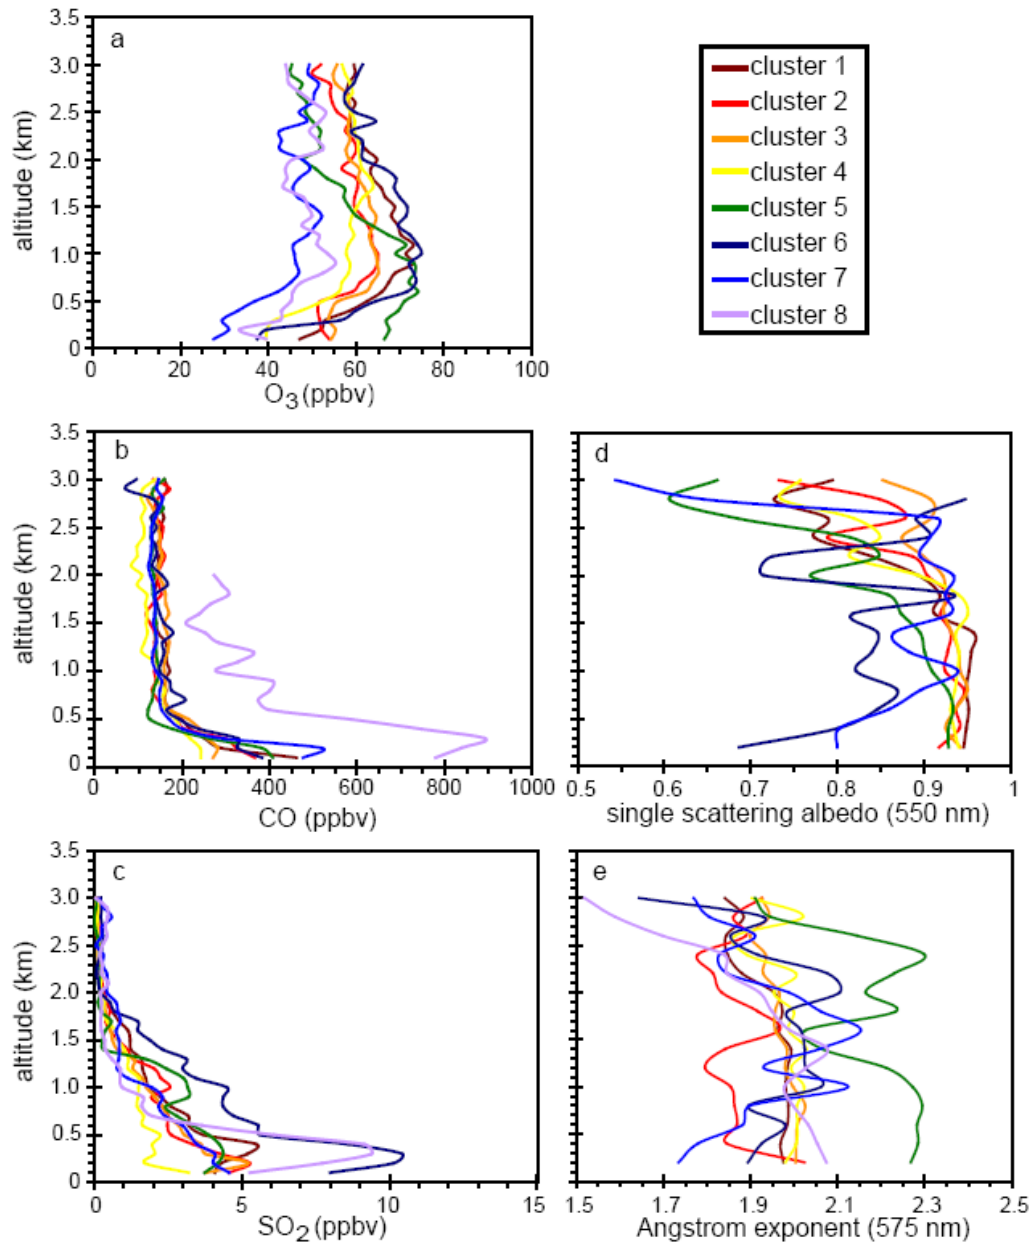 3.5
a
3.0
2.5
2.0
1.5
1.0
0.5
0
altitude (km)
0 20 40 60 80 100
O3 (ppbv)
cluster 1
cluster 2
cluster 3
cluster 4
cluster 5
cluster 6
cluster 7
cluster 8
3.5
b
3.0
2.5
2.0
1.5
1.0
0.5
0
altitude (km)
0 200 400 600 800 1000
CO (ppbv)
d
0.5 0.6 0.7 0.8 0.9 1
single scattering albedo (550 nm)
3.5
c
3.0
2.5
2.0
1.5
1.0
0.5
0
altitude (km)
0 5 10 15
SO2 (ppbv)
e
1.5 1.7 1.9 2.1 2.3 2.5
Angstrom exponent (575 nm)